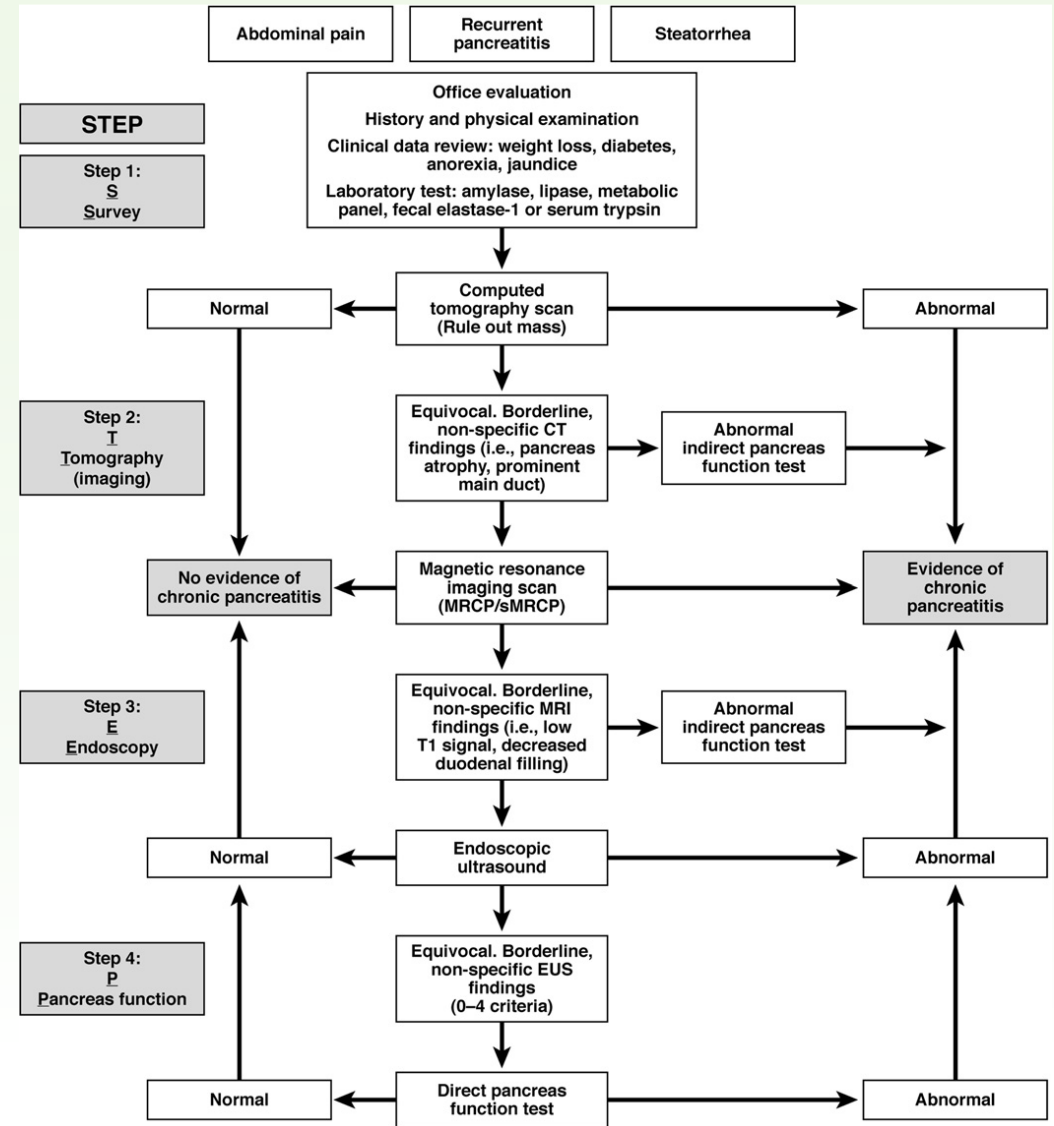 Abdominal pain
Recurrent
pancreatitis
Steatorrhea
Office evaluation
History and physical examination
Clinical data review: weight loss, diabetes,
anorexia, jaundice
Laboratory test: amylase, lipase, metabolic
panel, fecal elastase-1 or serum trypsin
STEP
Step 1:
S
Survey
Normal
Computed
tomography scan
(Rule out mass)
Abnormal
Step 2:
T
Tomography
(imaging)
Equivocal. Borderline,
non-specific CT
findings (i.e., pancreas
atrophy, prominent
main duct)
Abnormal
indirect pancreas
function test
No evidence of
chronic pancreatitis
Magnetic resonance
imaging scan
(MRCP/sMRCP)
Evidence of
chronic
pancreatitis
Step 3:
E
Endoscopy
Equivocal. Borderline,
non-specific MRI
findings (i.e., low
T1 signal, decreased
duodenal filling)
Abnormal
indirect pancreas
function test
Normal
Endoscopic
ultrasound
Abnormal
Step 4:
P
Pancreas function
Equivocal. Borderline,
non-specific EUS
findings
(0–4 criteria)
Normal
Direct pancreas
function test
Abnormal